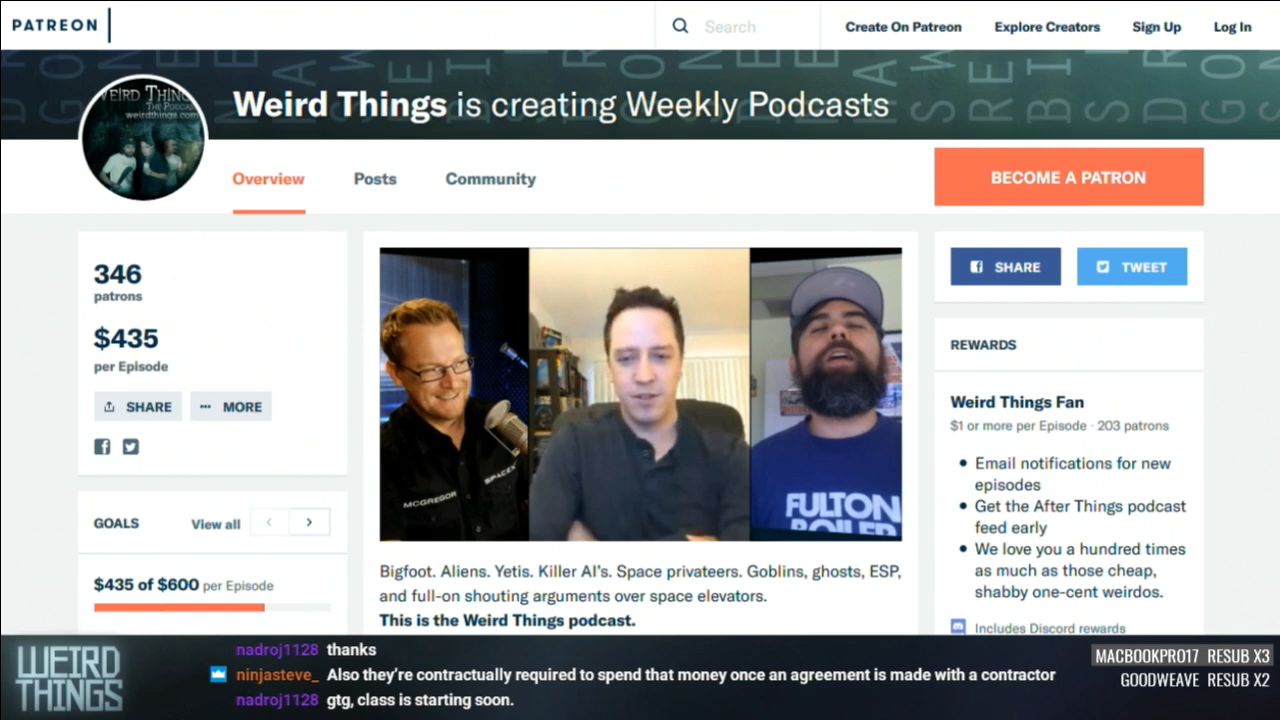 PATREON
Search
Create On Patreon
Explore Creators
Sign Up
Log In
WEIRD THING
THE PODCAST
weirdthings.com
Weird Things is creating Weekly Podcasts
Overview
Posts
Community
BECOME A PATRON
346
patrons
$435
per Episode
SHARE
MORE
GOALS
View all
$435 of $600 per Episode
MCGREGOR
SPACEX
FULTON
BOILER
Bigfoot. Aliens. Yetis. Killer AI's. Space privateers. Goblins, ghosts, ESP,
and full-on shouting arguments over space elevators.
This is the Weird Things podcast.
SHARE
TWEET
REWARDS
Weird Things Fan
$1 or more per Episode · 203 patrons
• Email notifications for new
episodes
• Get the After Things podcast
feed early
• We love you a hundred times
as much as those cheap,
shabby one-cent weirdos.
Includes Discord rewards
WEIRD
THINGS
nadroj1128 thanks
ninjasteve_ Also they're contractually required to spend that money once an agreement is made with a contractor
nadroj1128 gtg, class is starting soon.
MACBOOKPRO17 RESUB X3
GOODWEAVE RESUB X2